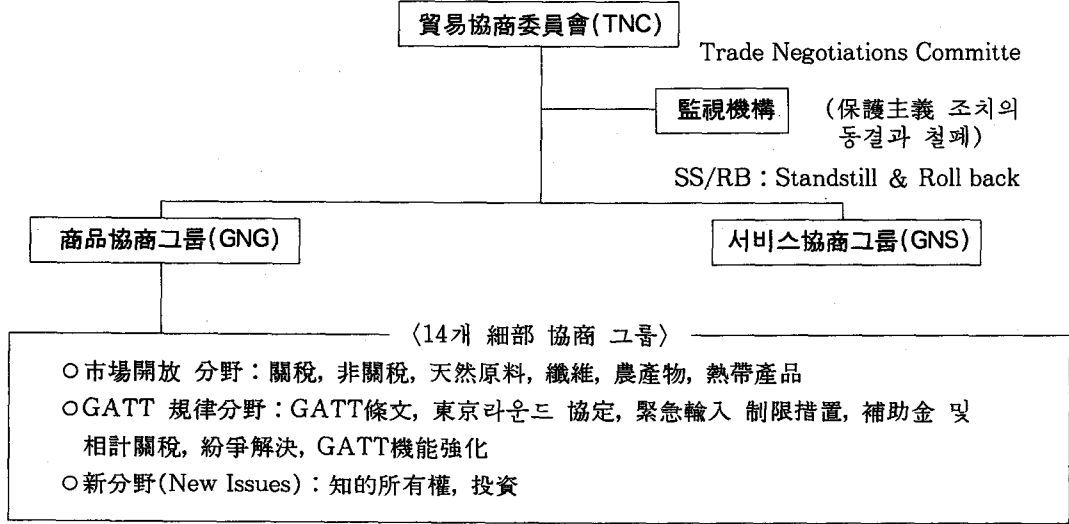 貿易協商委員會(TNC)
Trade Negotiations Committe
監視機構
(保護主義 조치의
동결과 철폐)
SS/RB : Standstill & Roll back
商品協商그룹(GNG)
서비스協商그룹(GNS)
〈14개 細部 協商 그룹〉
○市場開放 分野 : 關稅, 非關稅, 天然原料, 纖維, 農產物, 熱帶產品
○GATT 規律分野 : GATT條文, 東京라운드 協定, 緊急輸入 制限措置, 補助金 및
相計關稅, 紛爭解決, GATT機能强化
○新分野(New Issues) : 知的所有權, 投資